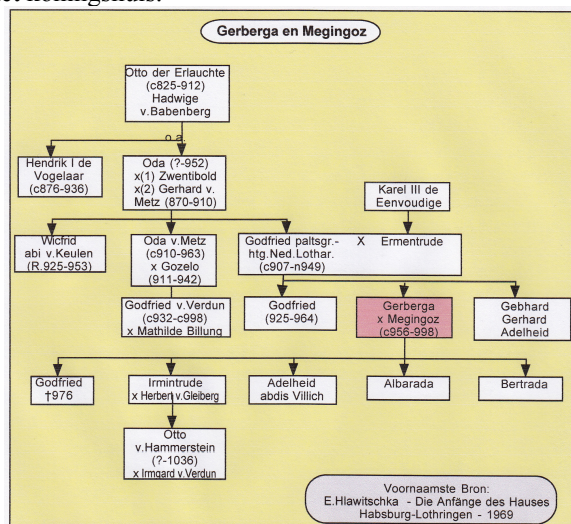 het koningshuis.
Gerberga en Megingoz
Otto der Erlauchte
(c825-912)
Hadwige
v.Babenberg
o.a.
Hendrik I de
Vogelaar
(c876-936)
Oda (?-952)
x(1) Zwentibold
x(2) Gerhard v.
Metz (870-910)
Karel III de
Eenvoudige
Wicfrid
abi v.Keulen
(R.925-953)
Oda v.Metz
(c910-963)
x Gozelo
(911-942)
Godfried paltsgr.-
htg.Ned.Lothar.
(c907-n949)
X Ermentrude
Godfried v.Verdun
(c932-c998)
x Mathilde Billung
Godfried
(925-964)
Gerberga
x Megingoz
(c956-998)
Gebhard
Gerhard
Adelheid
Godfried
†976
Irmintrude
x Herbert v.Gleiberg
Adelheid
abdis Villich
Albarada
Bertrada
Otto
v.Hammerstein
(?-1036)
x Irmgard v.Verdun
Voornaamste Bron:
E.Hlawitschka - Die Anfänge des Hauses
Habsburg-Lothringen - 1969